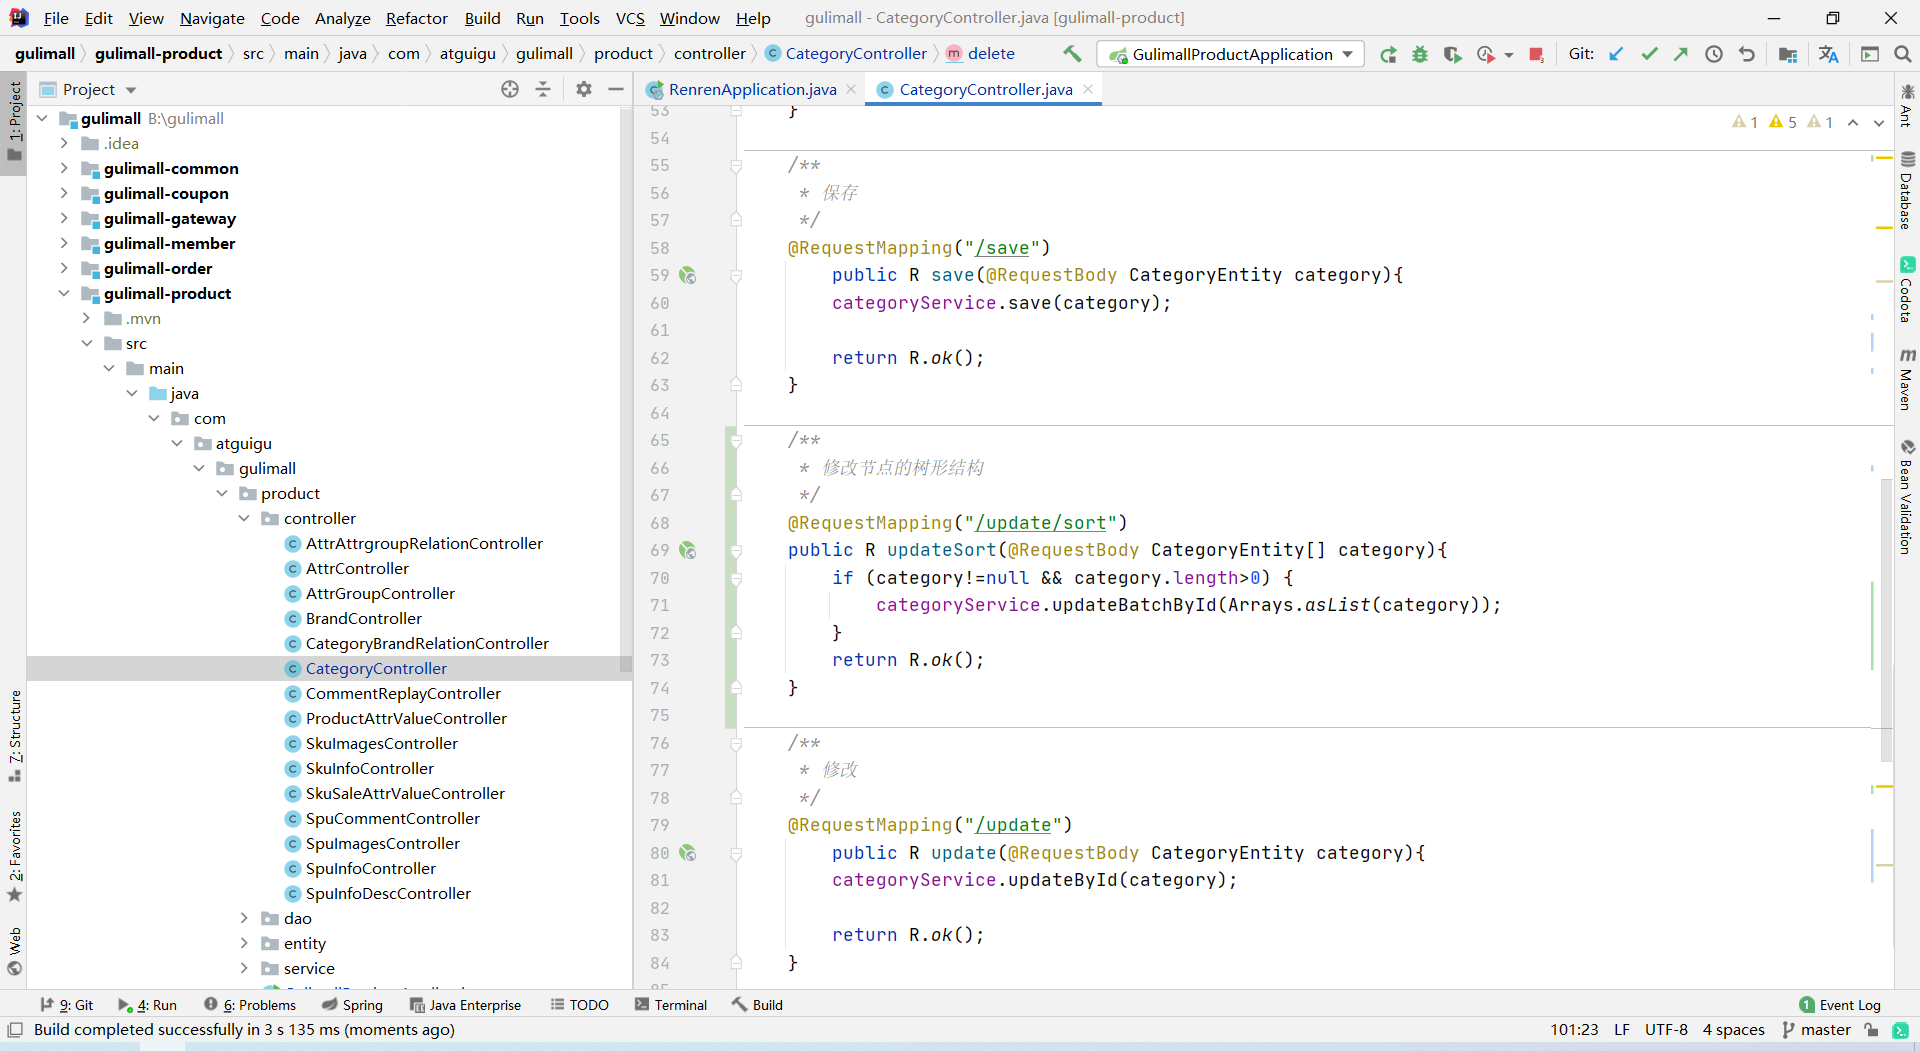 File Edit View Navigate Code Analyze Refactor Build Run Tools VCS Window Help gulimall - CategoryController.java [gulimall-product]
gulimall gulimall-product src main java com atguigu gulimall product controller CategoryController delete GulimallProductApplication Git:
Project
RenrenApplication.java
CategoryController.java
1: Project
7: Structure
2: Favorites
Web
gulimall B:\gulimall
.idea
gulimall-common
gulimall-coupon
gulimall-gateway
gulimall-member
gulimall-order
gulimall-product
.mvn
src
main
java
com
atguigu
gulimall
product
controller
AttrAttrgroupRelationController
AttrController
AttrGroupController
BrandController
CategoryBrandRelationController
CategoryController
CommentReplayController
ProductAttrValueController
SkuImagesController
SkuInfoController
SkuSaleAttrValueController
SpuCommentController
SpuImagesController
SpuInfoController
SpuInfoDescController
dao
entity
service
1 5 1
53 }
54
55 /**
56 * 保存
57 */
58 @RequestMapping("/save")
59 public R save(@RequestBody CategoryEntity category){
60 categoryService.save(category);
61
62 return R.ok();
63 }
64
65 /**
66 * 修改节点的树形结构
67 */
68 @RequestMapping("/update/sort")
69 public R updateSort(@RequestBody CategoryEntity[] category){
70 if (category!=null && category.length>0) {
71 categoryService.updateBatchById(Arrays.asList(category));
72 }
73 return R.ok();
74 }
75
76 /**
77 * 修改
78 */
79 @RequestMapping("/update")
80 public R update(@RequestBody CategoryEntity category){
81 categoryService.updateById(category);
82
83 return R.ok();
84 }
Ant
Database
Codota
Maven
Bean Validation
9: Git 4: Run 6: Problems Spring Java Enterprise TODO Terminal Build 1 Event Log
Build completed successfully in 3 s 135 ms (moments ago) 101:23 LF UTF-8 4 spaces master